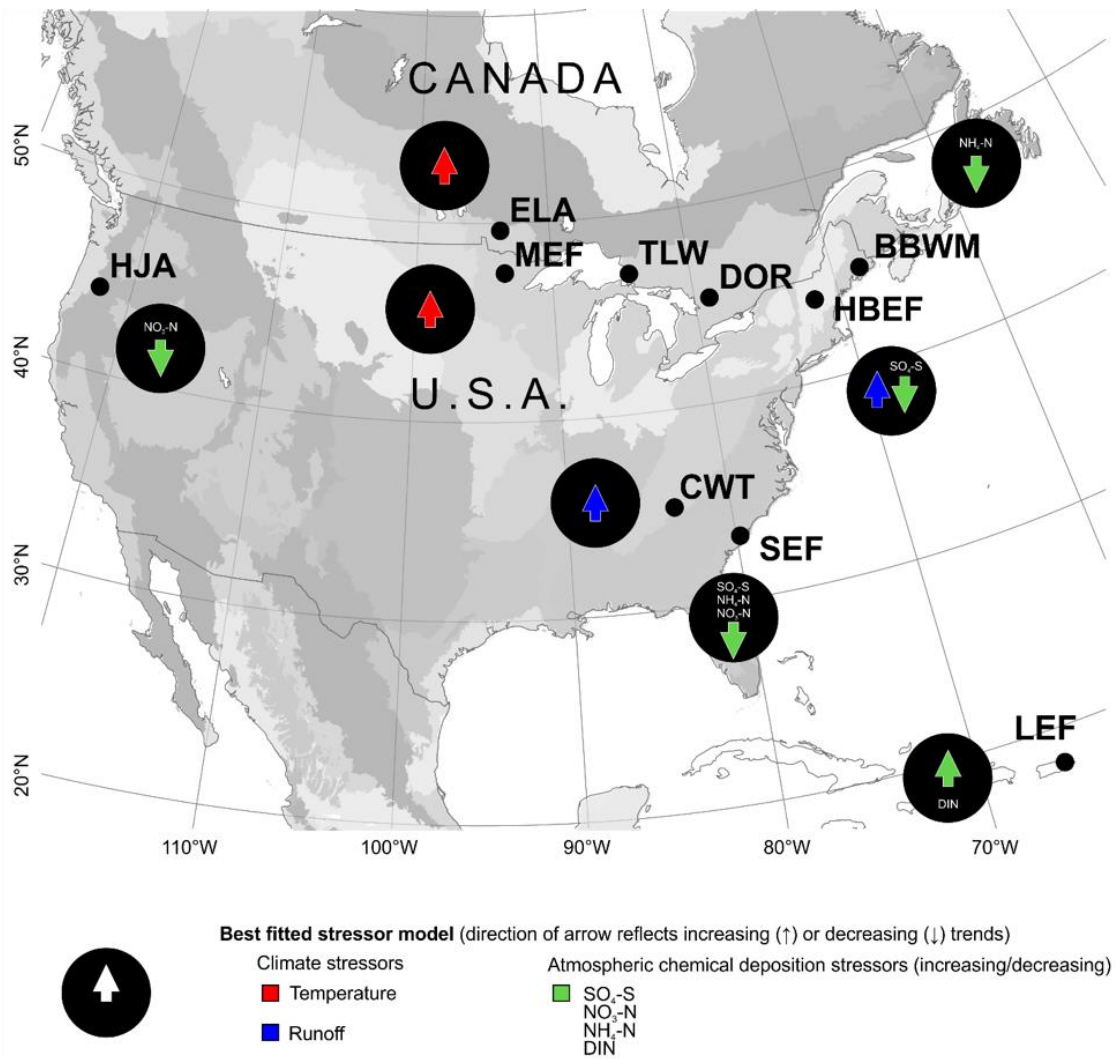 CANADA
50°N
NH₄-N
ELA
BBWM
MEF
TLW
HJA
DOR
HBEF
NO₃-N
40°N
SO₄-S
U.S.A.
CWT
SEF
30°N
SO₄-S
NH₄-N
NO₃-N
LEF
20°N
DIN
110°W
100°W
90°W
80°W
70°W
Best fitted stressor model (direction of arrow reflects increasing (↑) or decreasing (↓) trends)
Climate stressors
Temperature
Runoff
Atmospheric chemical deposition stressors (increasing/decreasing)
SO₄-S
NO₃-N
NH₄-N
DIN